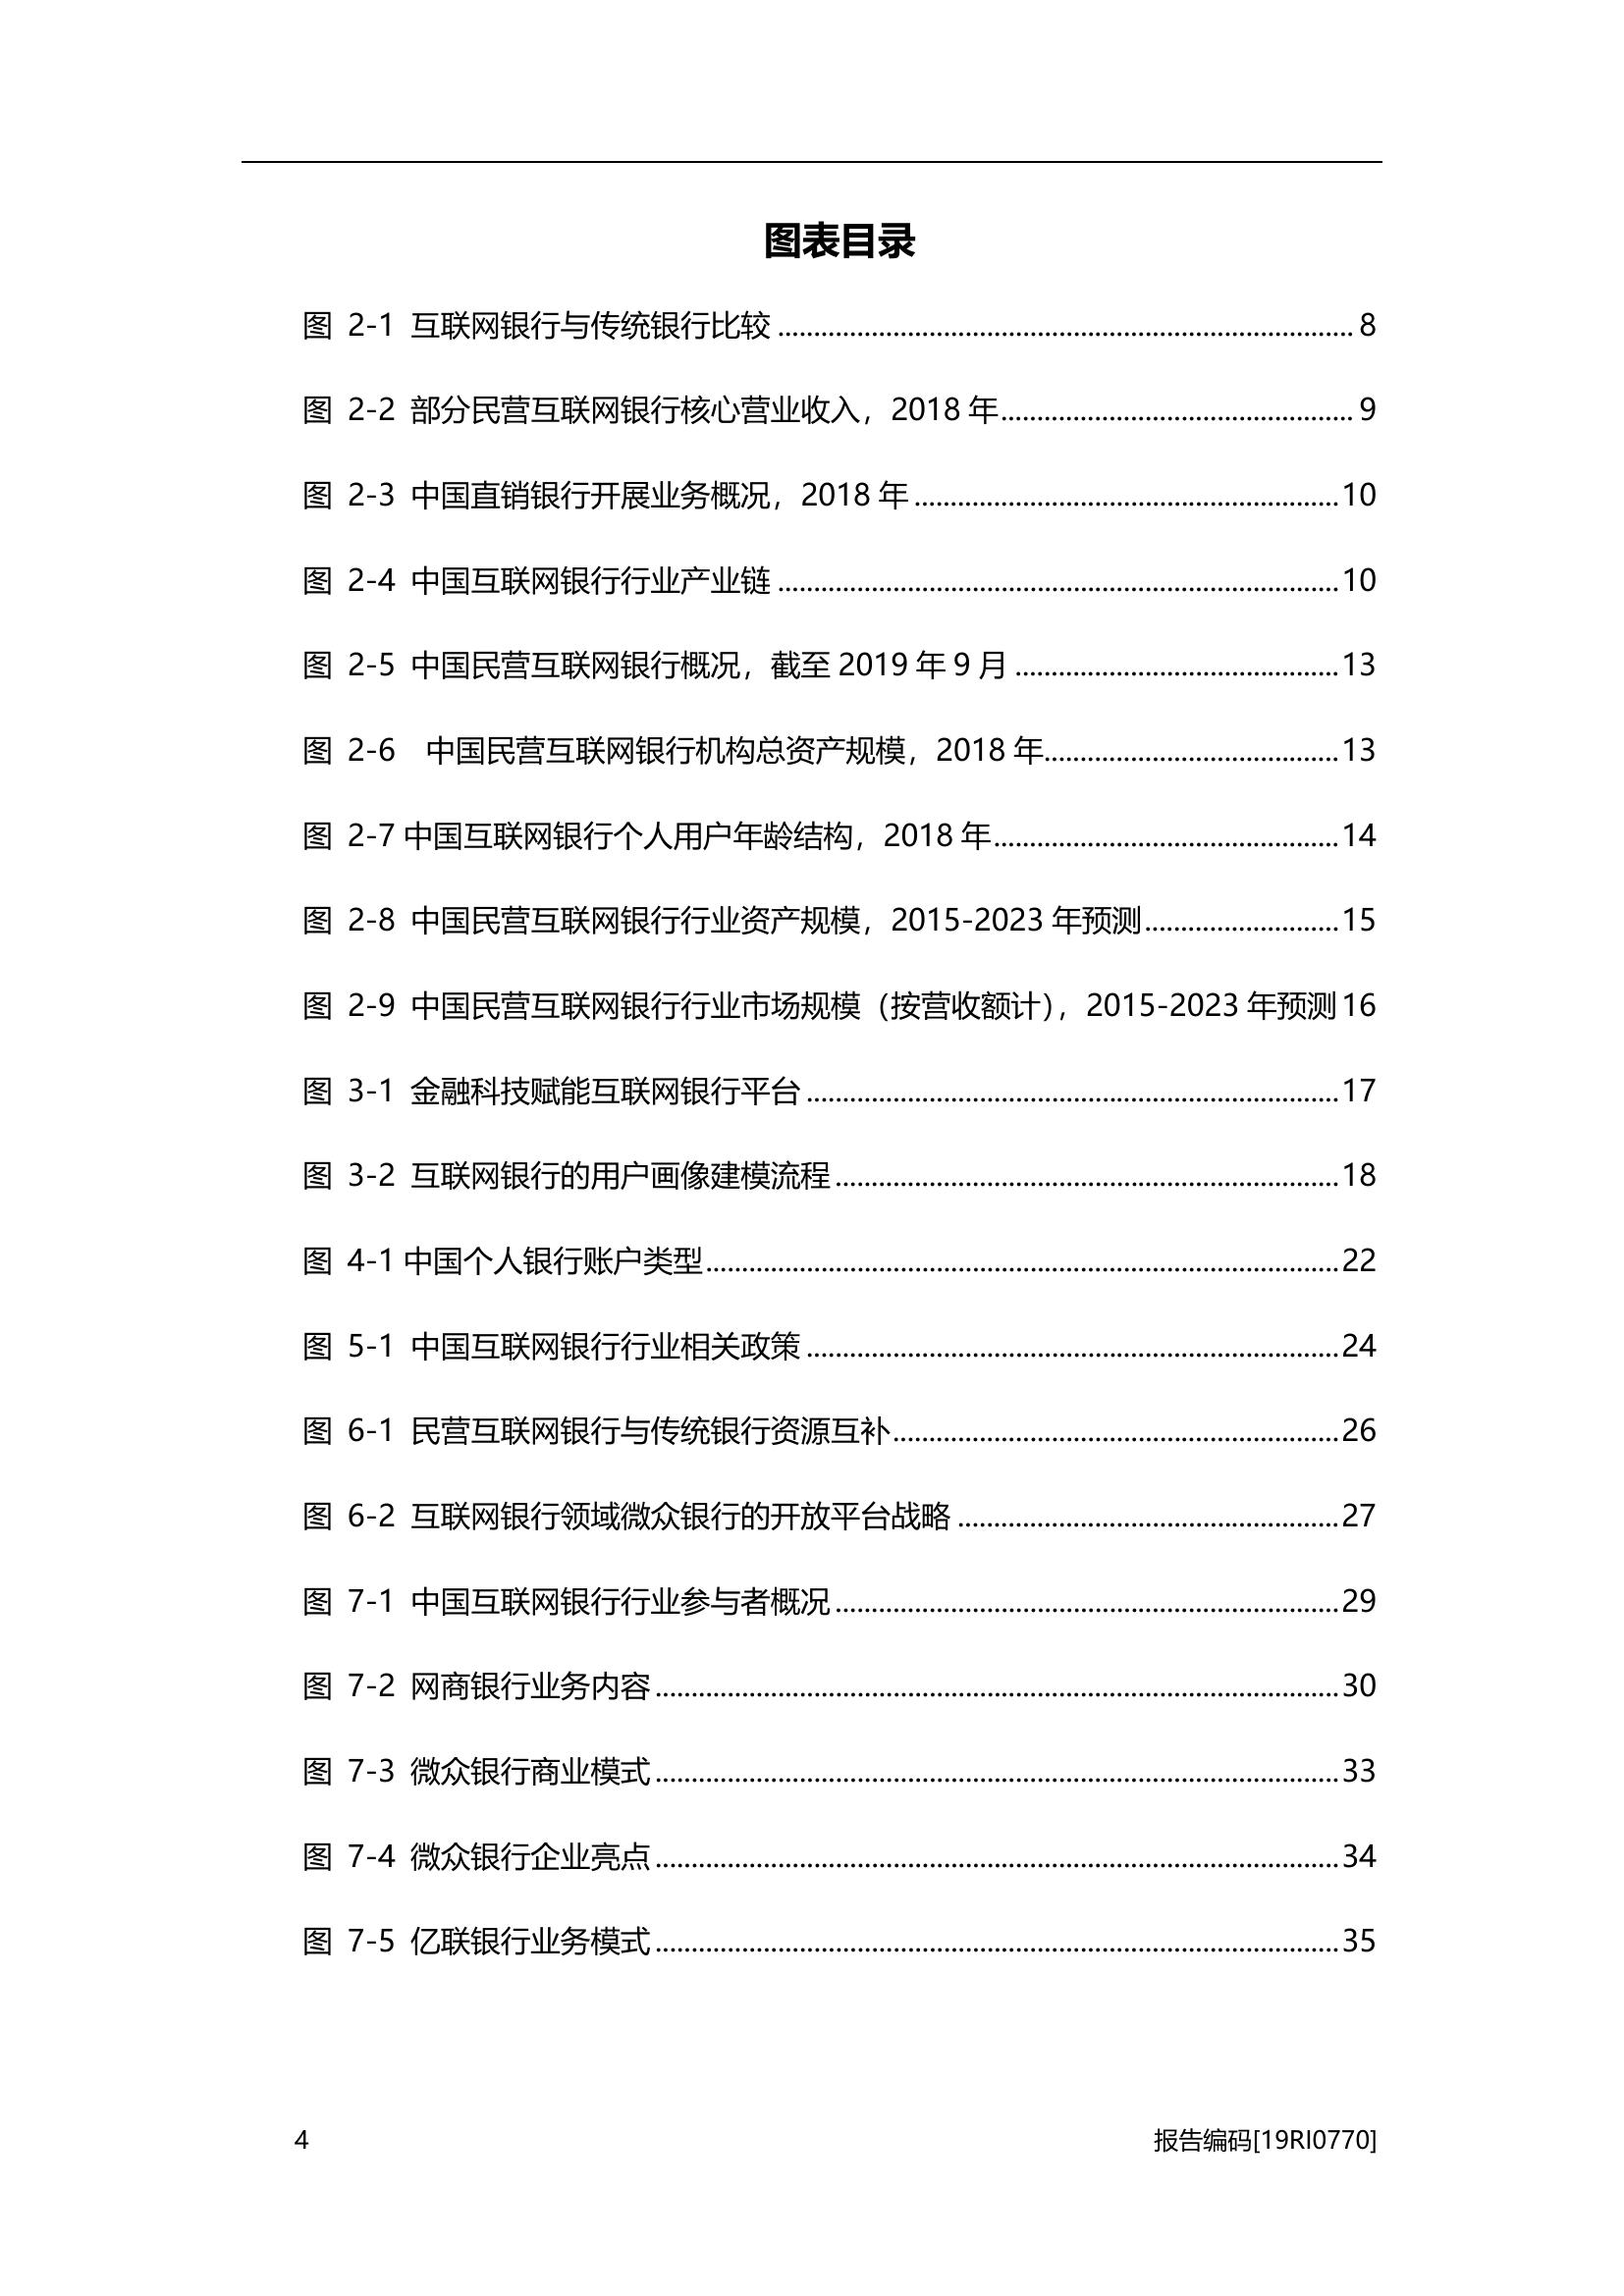 图表目录
图 2-1 互联网银行与传统银行比较 ........ 8
图 2-2 部分民营互联网银行核心营业收入，2018 年 ........ 9
图 2-3 中国直销银行开展业务概况，2018 年 ........ 10
图 2-4 中国互联网银行行业产业链 ........ 10
图 2-5 中国民营互联网银行概况，截至 2019 年 9 月 ........ 13
图 2-6 中国民营互联网银行机构总资产规模，2018 年 ........ 13
图 2-7 中国互联网银行个人用户年龄结构，2018 年 ........ 14
图 2-8 中国民营互联网银行行业资产规模，2015-2023 年预测 ........ 15
图 2-9 中国民营互联网银行行业市场规模（按营收额计），2015-2023 年预测 16
图 3-1 金融科技赋能互联网银行平台 ........ 17
图 3-2 互联网银行的用户画像建模流程 ........ 18
图 4-1 中国个人银行账户类型 ........ 22
图 5-1 中国互联网银行行业相关政策 ........ 24
图 6-1 民营互联网银行与传统银行资源互补 ........ 26
图 6-2 互联网银行领域微众银行的开放平台战略 ........ 27
图 7-1 中国互联网银行行业参与者概况 ........ 29
图 7-2 网商银行业务内容 ........ 30
图 7-3 微众银行商业模式 ........ 33
图 7-4 微众银行企业亮点 ........ 34
图 7-5 亿联银行业务模式 ........ 35
4 报告编码[19RI0770]